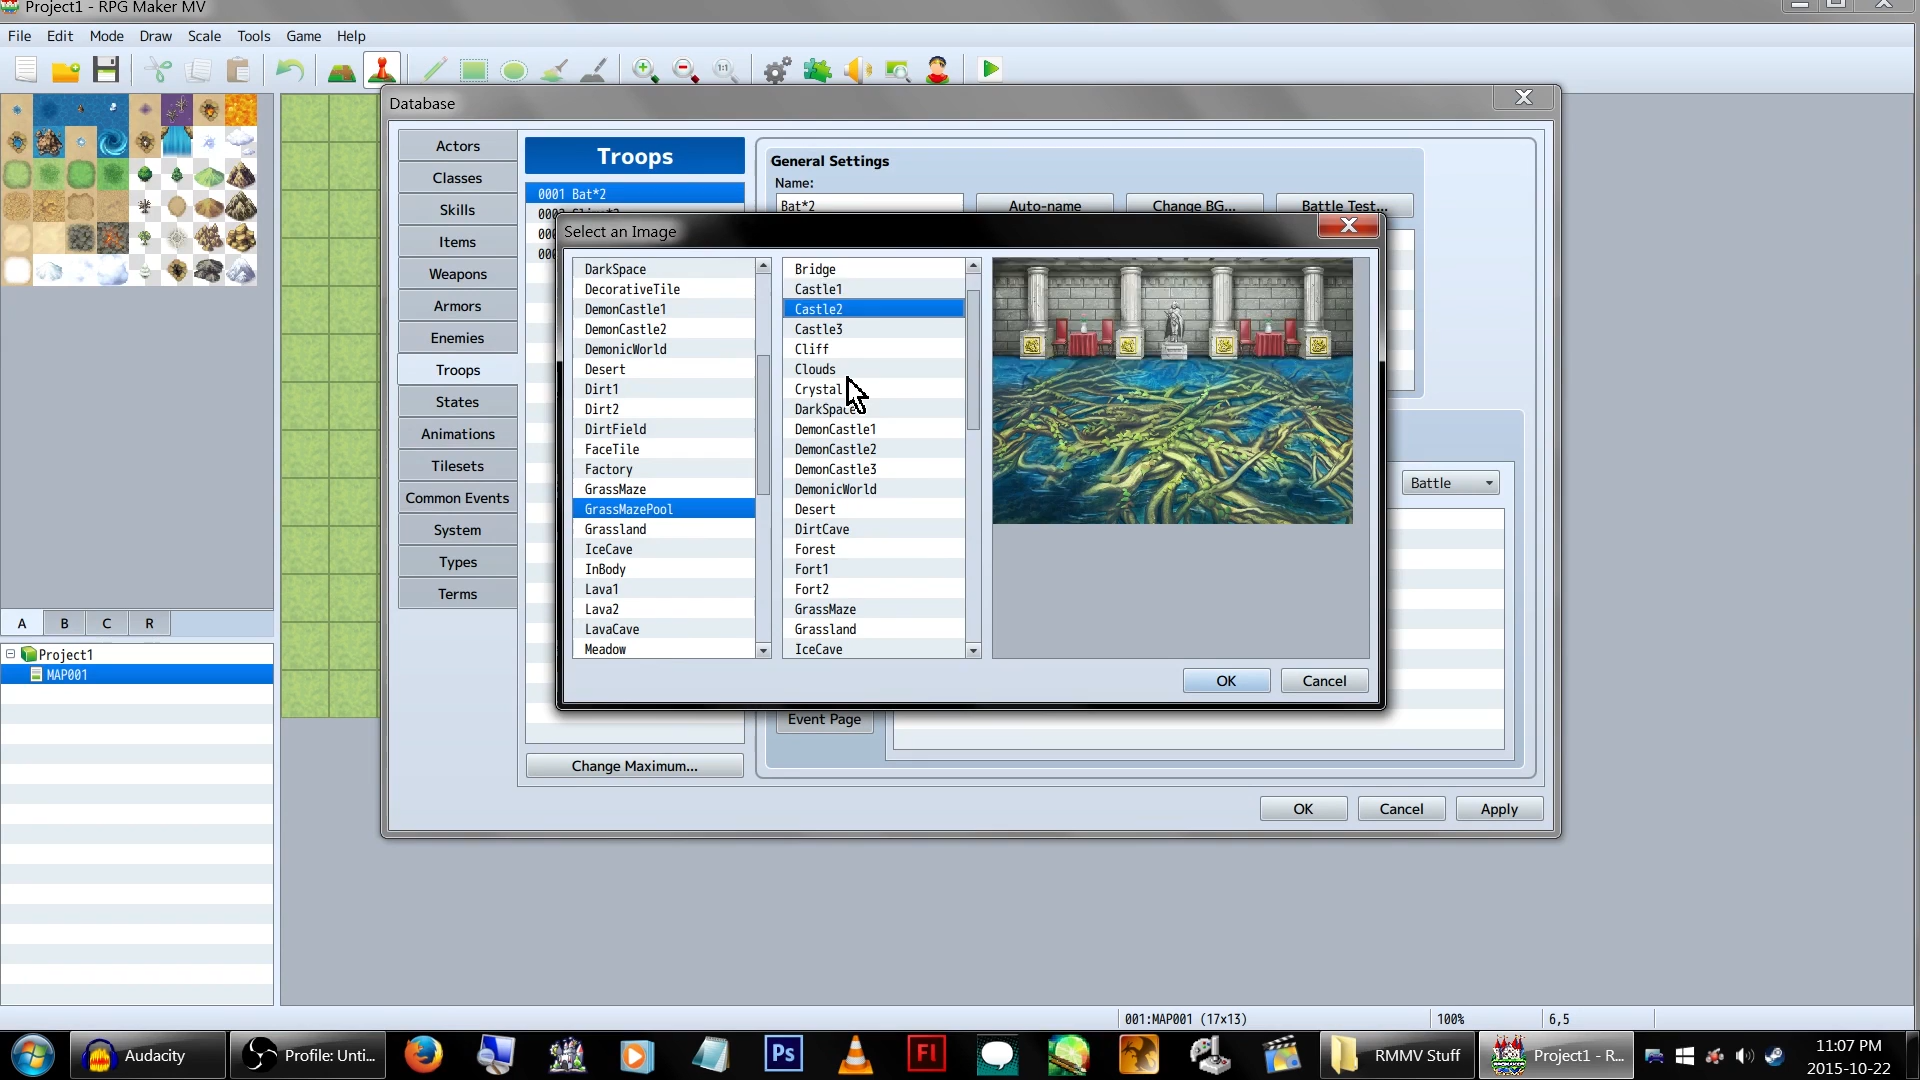 Project1 - RPG Maker MV
File Edit Mode Draw Scale Tools Game Help
1:1
Database
Actors
Classes
Skills
Items
Weapons
Armors
Enemies
Troops
States
Animations
Tilesets
Common Events
System
Types
Terms
Troops
0001 Bat*2
Change Maximum...
General Settings
Name:
Bat*2
Auto-name
Change BG...
Battle Test...
Select an Image
DarkSpace
DecorativeTile
DemonCastle1
DemonCastle2
DemonicWorld
Desert
Dirt1
Dirt2
DirtField
FaceTile
Factory
GrassMaze
GrassMazePool
Grassland
IceCave
InBody
Lava1
Lava2
LavaCave
Meadow
Bridge
Castle1
Castle2
Castle3
Cliff
Clouds
Crystal
DarkSpace
DemonCastle1
DemonCastle2
DemonCastle3
DemonicWorld
Desert
DirtCave
Forest
Fort1
Fort2
GrassMaze
Grassland
IceCave
OK
Cancel
Battle
Event Page
OK
Cancel
Apply
A B C R
Project1
MAP001
001:MAP001 (17x13)
100%
6,5
Audacity
Profile: Unti...
Ps
Fl
RMMV Stuff
Project1 - R...
11:07 PM
2015-10-22